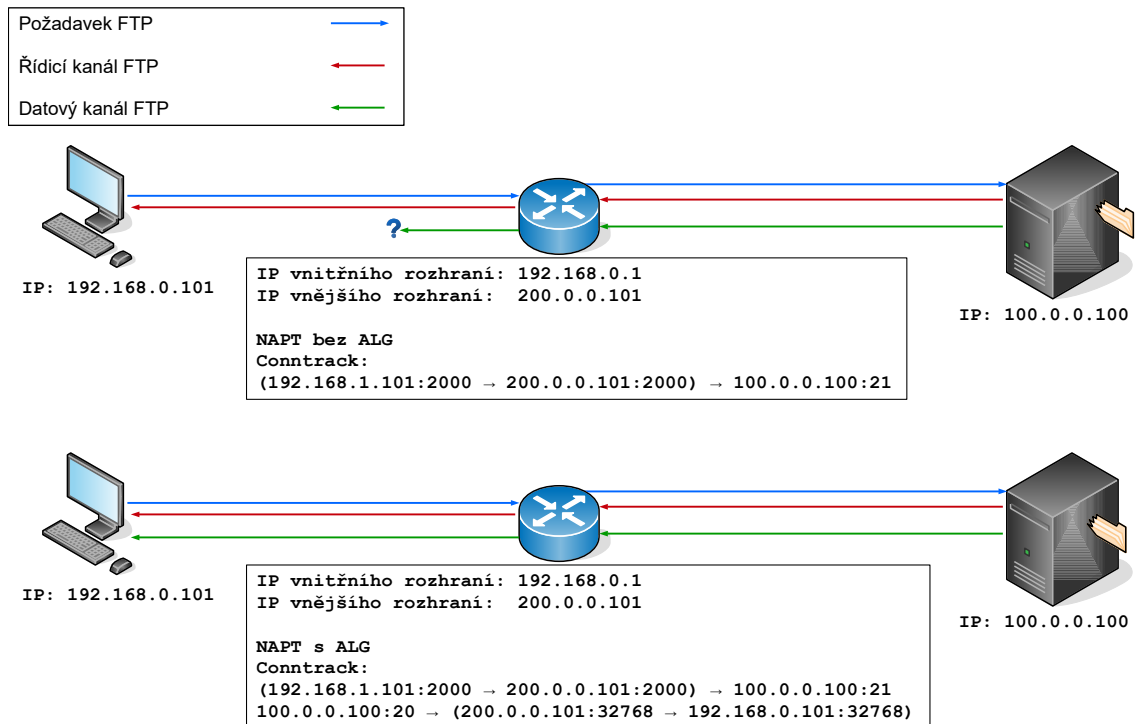 Požadavek FTP
Řídicí kanál FTP
Datový kanál FTP
?
IP: 192.168.0.101
IP vnitřního rozhraní: 192.168.0.1
IP vnějšího rozhraní: 200.0.0.101
NAPT bez ALG
Conntrack:
(192.168.1.101:2000 → 200.0.0.101:2000) → 100.0.0.100:21
IP: 100.0.0.100
IP: 192.168.0.101
IP vnitřního rozhraní: 192.168.0.1
IP vnějšího rozhraní: 200.0.0.101
NAPT s ALG
Conntrack:
(192.168.1.101:2000 → 200.0.0.101:2000) → 100.0.0.100:21
100.0.0.100:20 → (200.0.0.101:32768 → 192.168.0.101:32768)
IP: 100.0.0.100